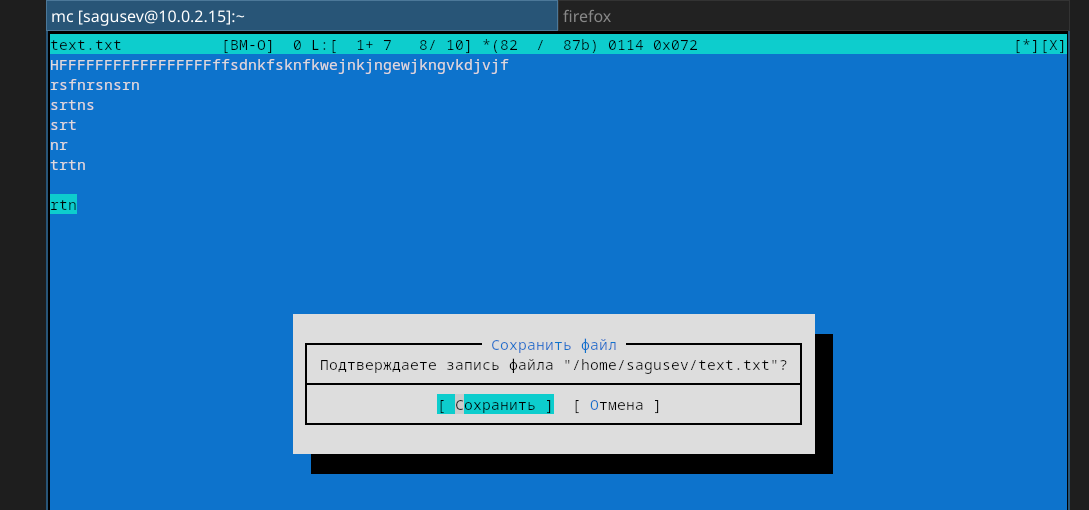 mc [sagusev@10.0.2.15]:~
firefox
text.txt [BM-O] 0 L:[ 1+ 7 8/ 10] *(82 / 87b) 0114 0x072 [*][X]
HFFFFFFFFFFFFFFFFFffsdnkfsknfkwejnkjngewjkngvkdjvjf
rsfnrsnsrn
srtns
srt
nr
trtn
rtn
Сохранить файл
Подтверждаете запись файла "/home/sagusev/text.txt"?
[ Сохранить ] [ Отмена ]